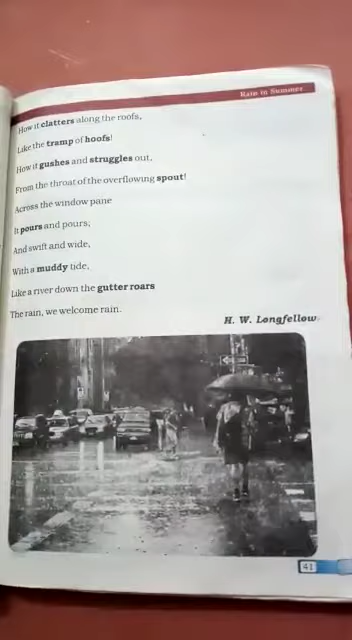 Rain in Summer
How it clatters along the roofs,
Like the tramp of hoofs!
How it gushes and struggles out,
From the throat of the overflowing spout!
Across the window pane
It pours and pours,
And swift and wide,
With a muddy tide,
Like a river down the gutter roars
The rain, we welcome rain.
H. W. Longfellow
41